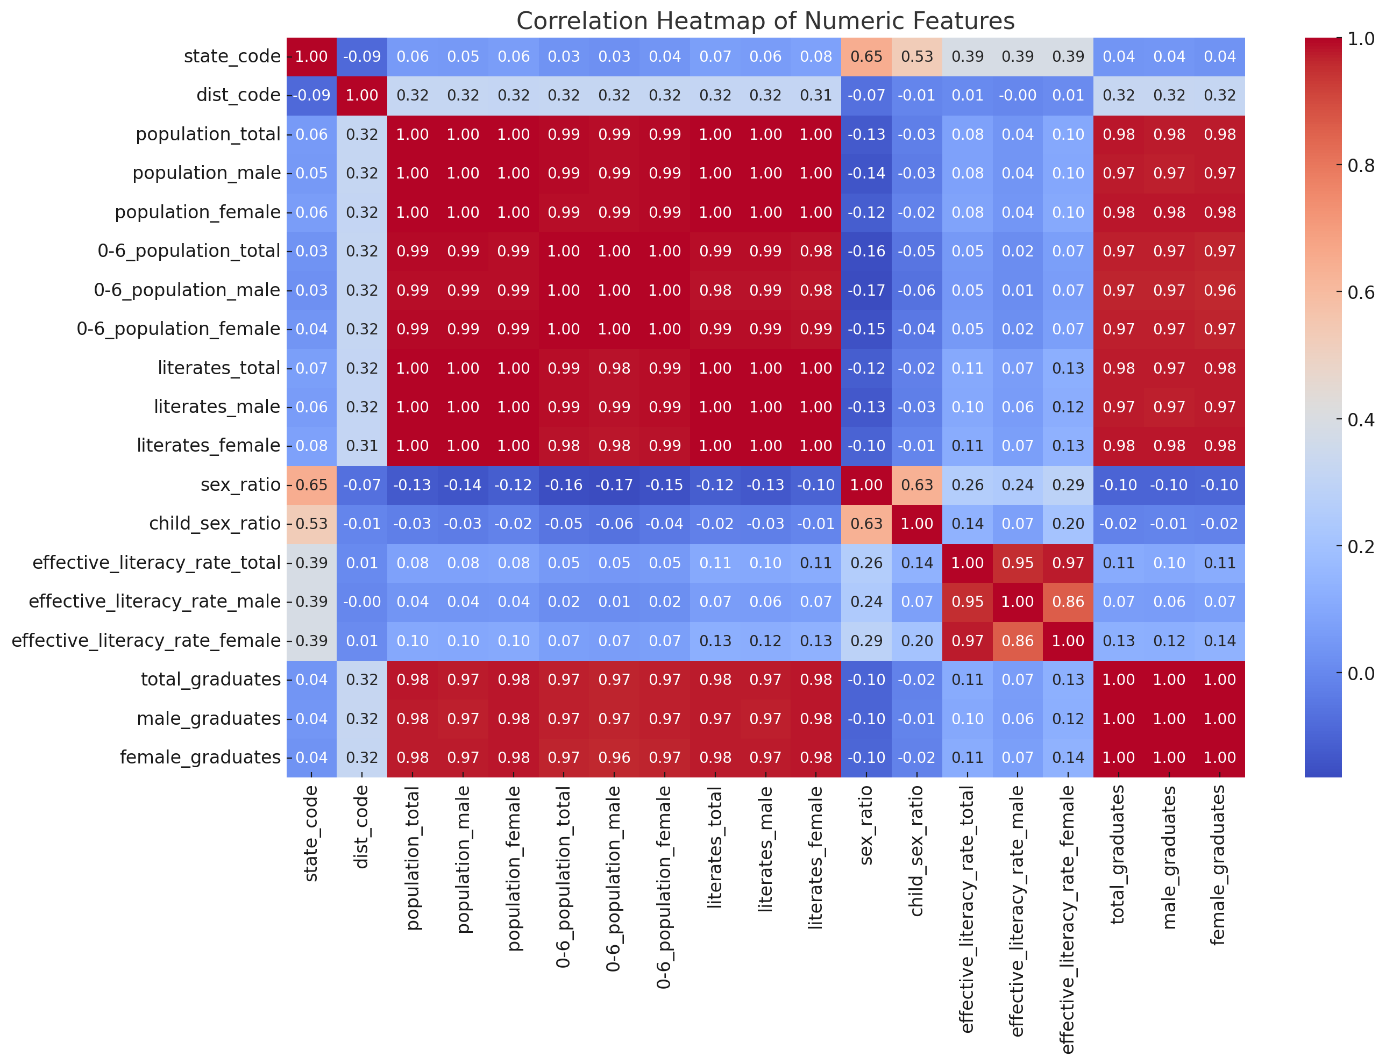 Correlation Heatmap of Numeric Features
state_code 1.00 -0.09 0.06 0.05 0.06 0.03 0.03 0.04 0.07 0.06 0.08 0.65 0.53 0.39 0.39 0.39 0.04 0.04 0.04
dist_code -0.09 1.00 0.32 0.32 0.32 0.32 0.32 0.32 0.32 0.32 0.31 -0.07 -0.01 0.01 -0.00 0.01 0.32 0.32 0.32
population_total 0.06 0.32 1.00 1.00 1.00 0.99 0.99 0.99 1.00 1.00 1.00 -0.13 -0.03 0.08 0.04 0.10 0.98 0.98 0.98
population_male 0.05 0.32 1.00 1.00 1.00 0.99 0.99 0.99 1.00 1.00 1.00 -0.14 -0.03 0.08 0.04 0.10 0.97 0.97 0.97
population_female 0.06 0.32 1.00 1.00 1.00 0.99 0.99 0.99 1.00 1.00 1.00 -0.12 -0.02 0.08 0.04 0.10 0.98 0.98 0.98
0-6_population_total 0.03 0.32 0.99 0.99 0.99 1.00 1.00 1.00 0.99 0.99 0.98 -0.16 -0.05 0.05 0.02 0.07 0.97 0.97 0.97
0-6_population_male 0.03 0.32 0.99 0.99 0.99 1.00 1.00 1.00 0.98 0.99 0.98 -0.17 -0.06 0.05 0.01 0.07 0.97 0.97 0.96
0-6_population_female 0.04 0.32 0.99 0.99 0.99 1.00 1.00 1.00 0.99 0.99 0.99 -0.15 -0.04 0.05 0.02 0.07 0.97 0.97 0.97
literates_total 0.07 0.32 1.00 1.00 1.00 0.99 0.98 0.99 1.00 1.00 1.00 -0.12 -0.02 0.11 0.07 0.13 0.98 0.97 0.98
literates_male 0.06 0.32 1.00 1.00 1.00 0.99 0.99 0.99 1.00 1.00 1.00 -0.13 -0.03 0.10 0.06 0.12 0.97 0.97 0.97
literates_female 0.08 0.31 1.00 1.00 1.00 0.98 0.98 0.99 1.00 1.00 1.00 -0.10 -0.01 0.11 0.07 0.13 0.98 0.98 0.98
sex_ratio 0.65 -0.07 -0.13 -0.14 -0.12 -0.16 -0.17 -0.15 -0.12 -0.13 -0.10 1.00 0.63 0.26 0.24 0.29 -0.10 -0.10 -0.10
child_sex_ratio 0.53 -0.01 -0.03 -0.03 -0.02 -0.05 -0.06 -0.04 -0.02 -0.03 -0.01 0.63 1.00 0.14 0.07 0.20 -0.02 -0.01 -0.02
effective_literacy_rate_total 0.39 0.01 0.08 0.08 0.08 0.05 0.05 0.05 0.11 0.10 0.11 0.26 0.14 1.00 0.95 0.97 0.11 0.10 0.11
effective_literacy_rate_male 0.39 -0.00 0.04 0.04 0.04 0.02 0.01 0.02 0.07 0.06 0.07 0.24 0.07 0.95 1.00 0.86 0.07 0.06 0.07
effective_literacy_rate_female 0.39 0.01 0.10 0.10 0.10 0.07 0.07 0.07 0.13 0.12 0.13 0.29 0.20 0.97 0.86 1.00 0.13 0.12 0.14
total_graduates 0.04 0.32 0.98 0.97 0.98 0.97 0.97 0.97 0.98 0.97 0.98 -0.10 -0.02 0.11 0.07 0.13 1.00 1.00 1.00
male_graduates 0.04 0.32 0.98 0.97 0.98 0.97 0.97 0.97 0.97 0.97 0.98 -0.10 -0.01 0.10 0.06 0.12 1.00 1.00 1.00
female_graduates 0.04 0.32 0.98 0.97 0.98 0.97 0.96 0.97 0.98 0.97 0.98 -0.10 -0.02 0.11 0.07 0.14 1.00 1.00 1.00
state_code
dist_code
population_total
population_male
population_female
0-6_population_total
0-6_population_male
0-6_population_female
literates_total
literates_male
literates_female
sex_ratio
child_sex_ratio
effective_literacy_rate_total
effective_literacy_rate_male
effective_literacy_rate_female
total_graduates
male_graduates
female_graduates
1.0
0.8
0.6
0.4
0.2
0.0